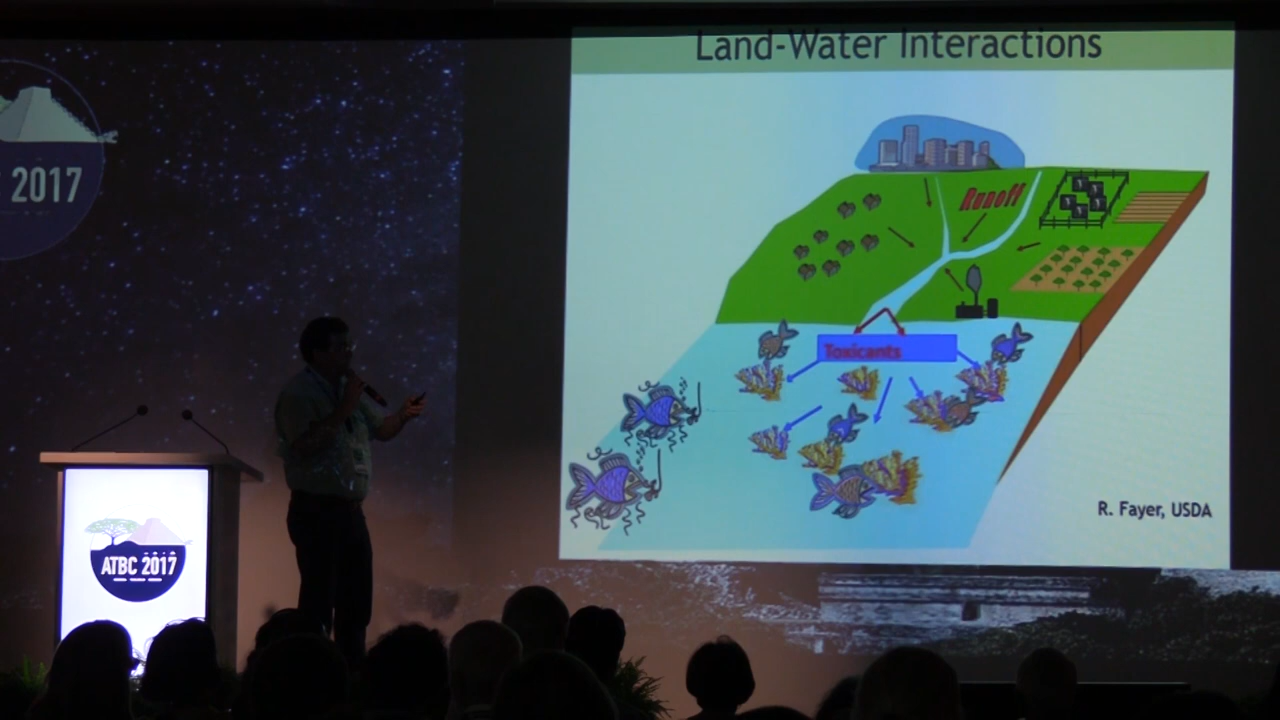 Land-Water Interactions
2017
Runoff
Toxicants
R. Fayer, USDA
ATBC 2017